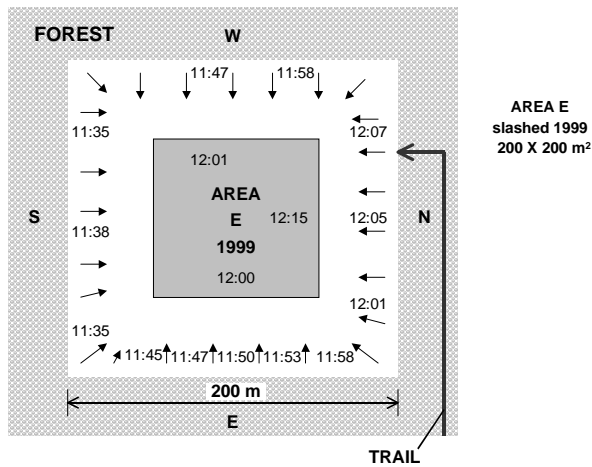 FOREST
W
11:47
11:58
11:35
12:07
AREA E
slashed 1999
200 X 200 m²
12:01
AREA
E
12:15
1999
12:00
S
11:38
12:05
N
12:01
11:35
11:45
11:47
11:50
11:53
11:58
200 m
E
TRAIL